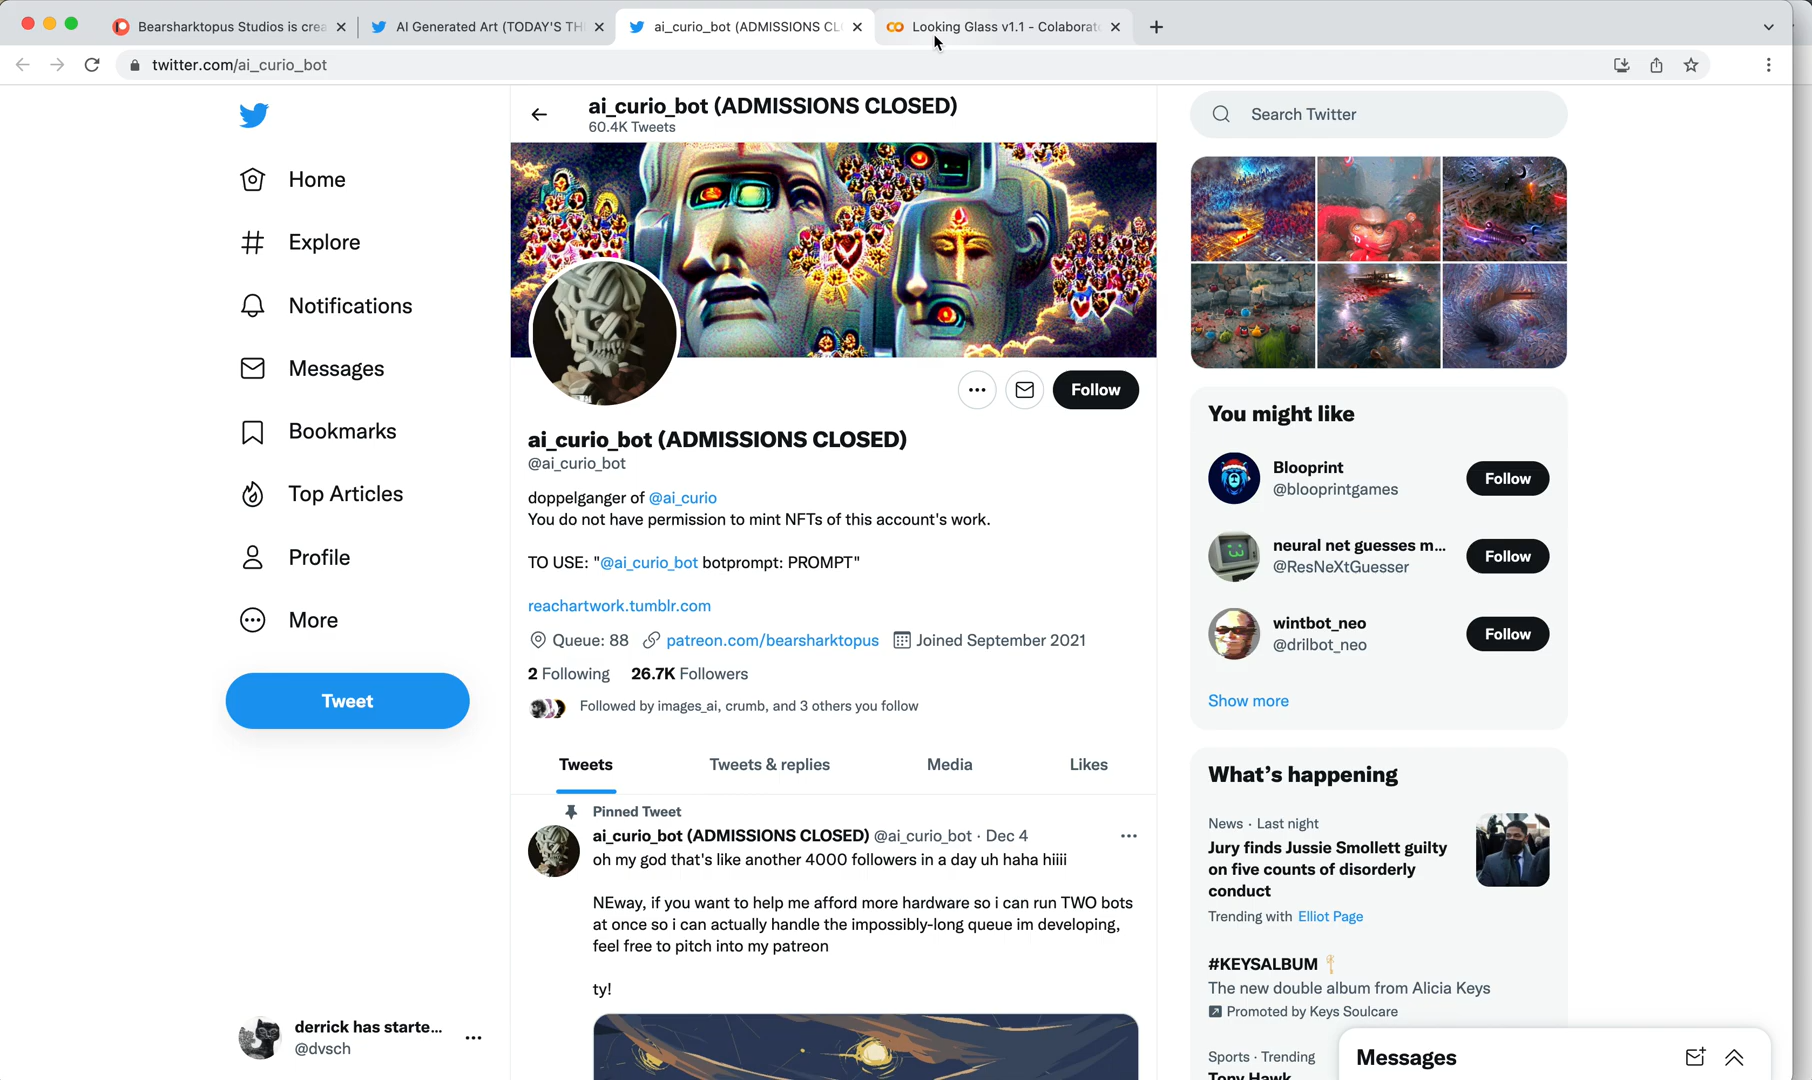 Bearsharktopus Studios is crea
AI Generated Art (TODAY'S TH
ai_curio_bot (ADMISSIONS CL
Looking Glass v1.1 - Colaborat
twitter.com/ai_curio_bot
Home
Explore
Notifications
Messages
Bookmarks
Top Articles
Profile
More
Tweet
derrick has starte...
@dvsch
ai_curio_bot (ADMISSIONS CLOSED)
60.4K Tweets
Follow
ai_curio_bot (ADMISSIONS CLOSED)
@ai_curio_bot
doppelganger of @ai_curio
You do not have permission to mint NFTs of this account's work.
TO USE: "@ai_curio_bot botprompt: PROMPT"
reachartwork.tumblr.com
Queue: 88 patreon.com/bearsharktopus Joined September 2021
2 Following 26.7K Followers
Followed by images_ai, crumb, and 3 others you follow
Tweets Tweets & replies Media Likes
Pinned Tweet
ai_curio_bot (ADMISSIONS CLOSED) @ai_curio_bot · Dec 4
oh my god that's like another 4000 followers in a day uh haha hiiii
NEway, if you want to help me afford more hardware so i can run TWO bots
at once so i can actually handle the impossibly-long queue im developing,
feel free to pitch into my patreon
ty!
Search Twitter
You might like
Blooprint
@blooprintgames
Follow
neural net guesses m...
@ResNeXtGuesser
Follow
wintbot_neo
@drilbot_neo
Follow
Show more
What's happening
News · Last night
Jury finds Jussie Smollett guilty
on five counts of disorderly
conduct
Trending with Elliot Page
#KEYSALBUM
The new double album from Alicia Keys
Promoted by Keys Soulcare
Sports · Trending
Tony Hawk
Messages